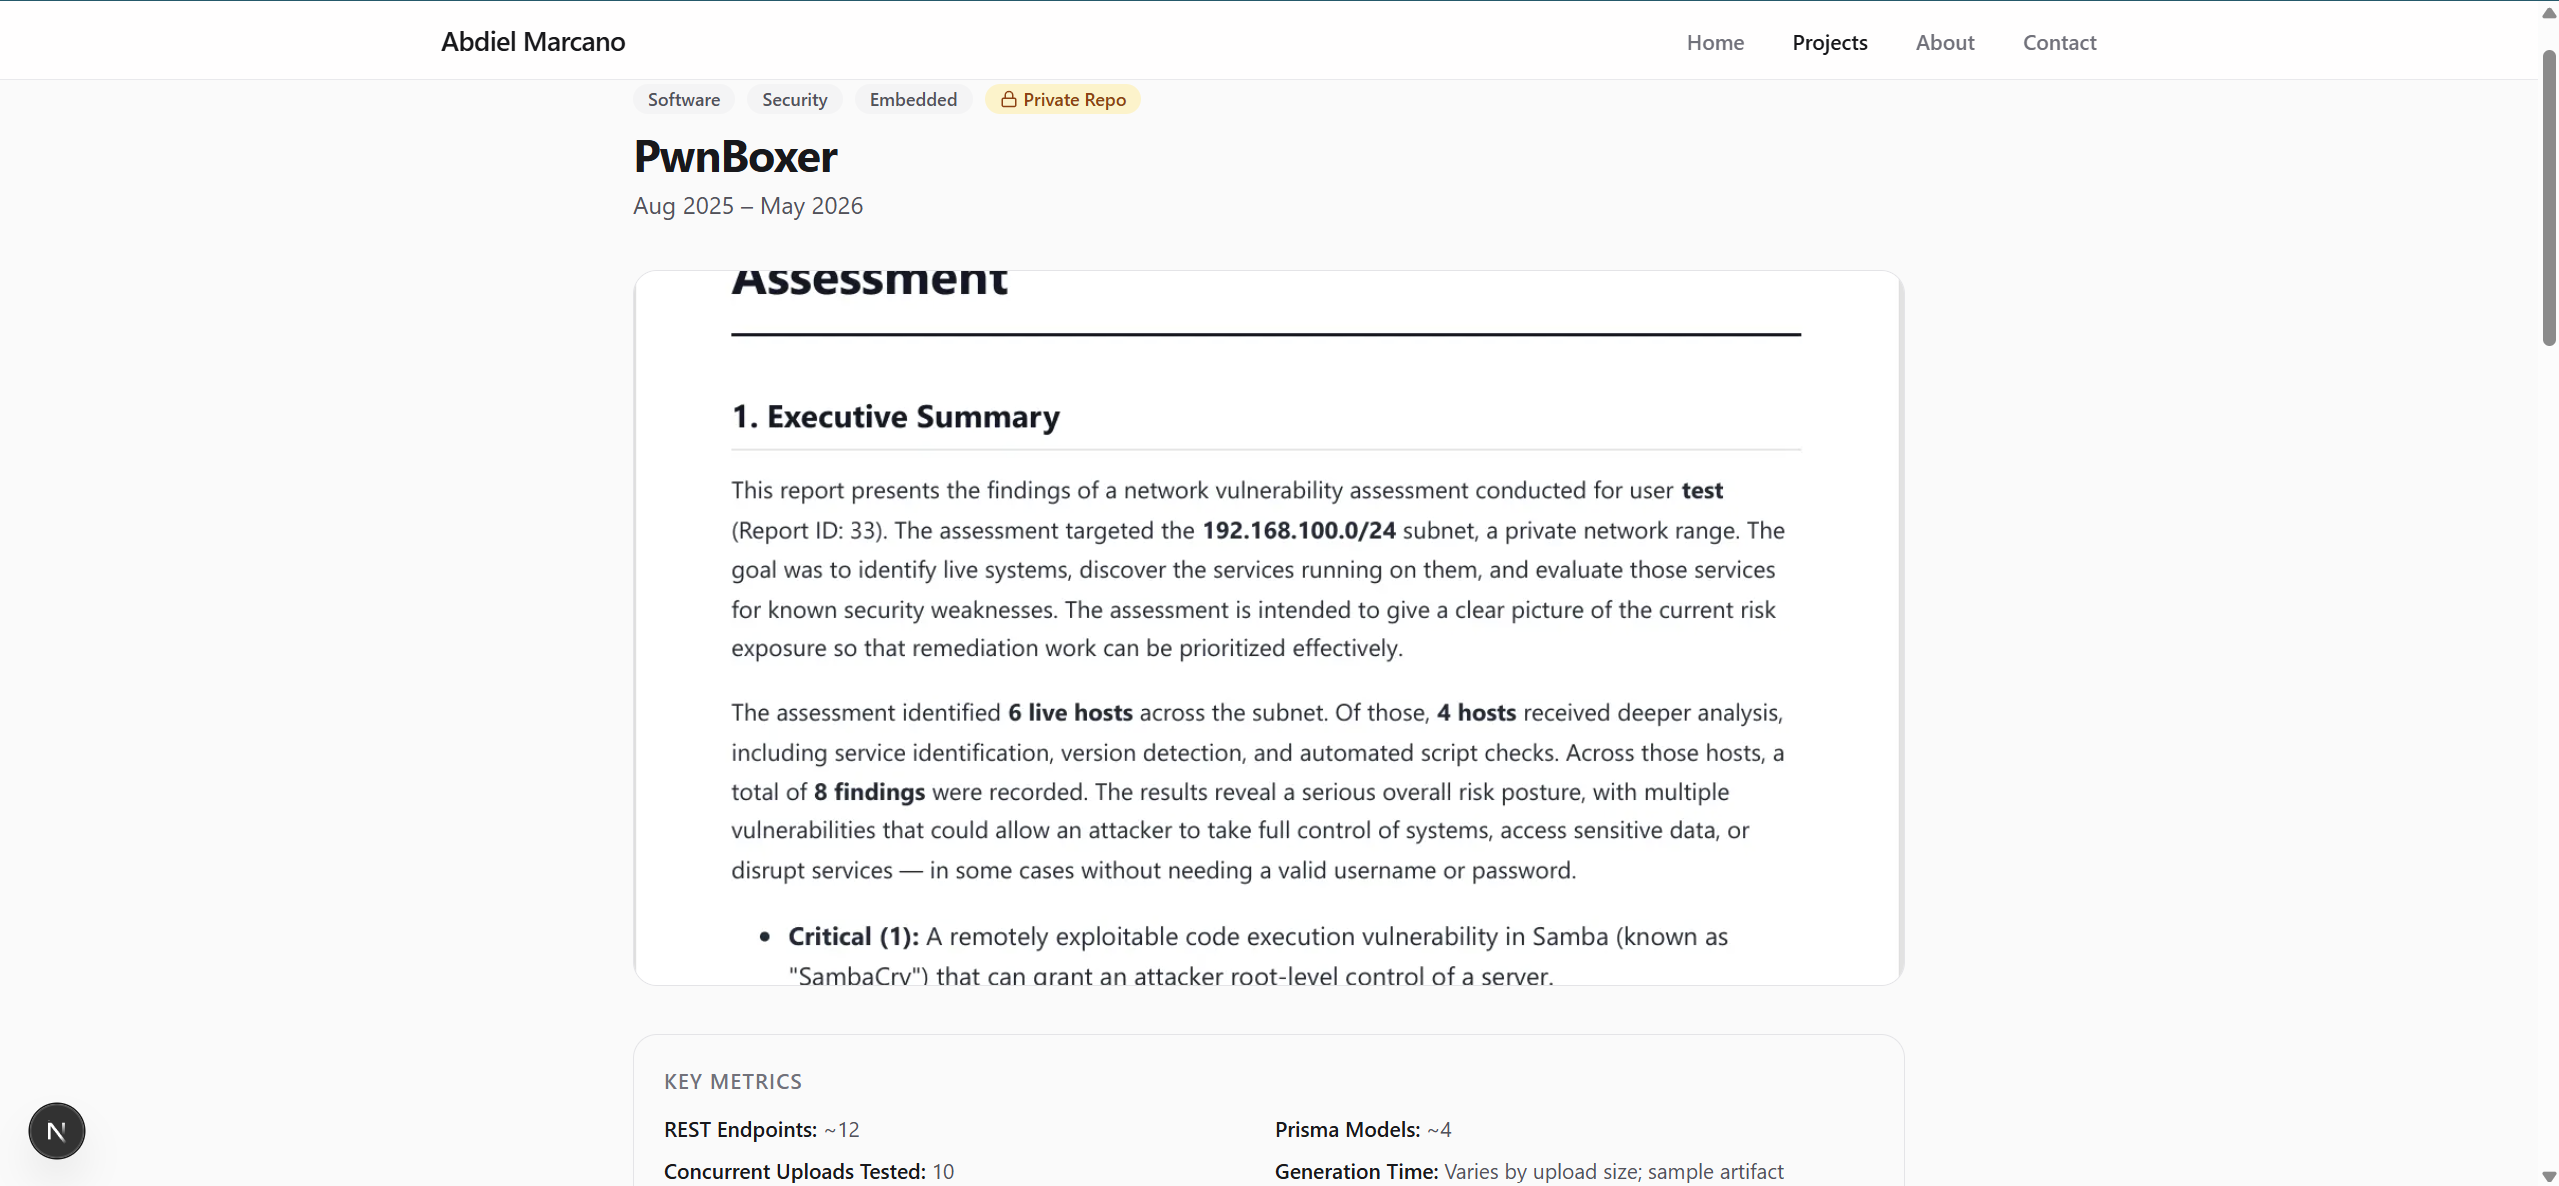 Abdiel Marcano
Home Projects About Contact
Software Security Embedded Private Repo
PwnBoxer
Aug 2025 – May 2026
Assessment
1. Executive Summary
This report presents the findings of a network vulnerability assessment conducted for user test
(Report ID: 33). The assessment targeted the 192.168.100.0/24 subnet, a private network range. The
goal was to identify live systems, discover the services running on them, and evaluate those services
for known security weaknesses. The assessment is intended to give a clear picture of the current risk
exposure so that remediation work can be prioritized effectively.
The assessment identified 6 live hosts across the subnet. Of those, 4 hosts received deeper analysis,
including service identification, version detection, and automated script checks. Across those hosts, a
total of 8 findings were recorded. The results reveal a serious overall risk posture, with multiple
vulnerabilities that could allow an attacker to take full control of systems, access sensitive data, or
disrupt services — in some cases without needing a valid username or password.
• Critical (1): A remotely exploitable code execution vulnerability in Samba (known as
"SambaCry") that can grant an attacker root-level control of a server.
KEY METRICS
REST Endpoints: ~12
Prisma Models: ~4
Concurrent Uploads Tested: 10
Generation Time: Varies by upload size; sample artifact
N